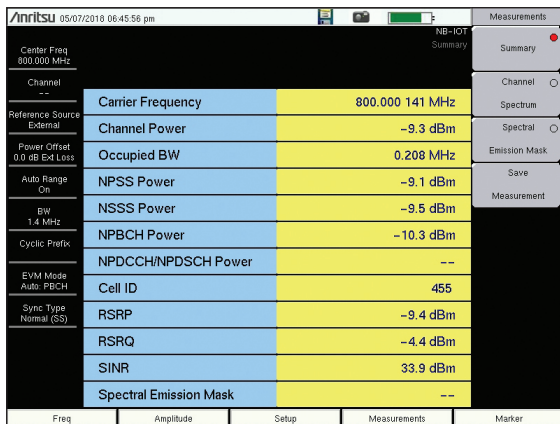 Anritsu 05/07/2018 06:45:56 pm
Measurements
NB-IOT
Summary
Center Freq
800.000 MHz
Channel
--
Reference Source
External
Power Offset
0.0 dB Ext Loss
Auto Range
On
BW
1.4 MHz
Cyclic Prefix
EVM Mode
Auto: PBCH
Sync Type
Normal (SS)
Carrier Frequency 800.000 141 MHz
Channel Power -9.3 dBm
Occupied BW 0.208 MHz
NPSS Power -9.1 dBm
NSSS Power -9.5 dBm
NPBCH Power -10.3 dBm
NPDCCH/NPDSCH Power --
Cell ID 455
RSRP -9.4 dBm
RSRQ -4.4 dBm
SINR 33.9 dBm
Spectral Emission Mask --
Summary
Channel
Spectrum
Spectral
Emission Mask
Save
Measurement
Freq Amplitude Setup Measurements Marker